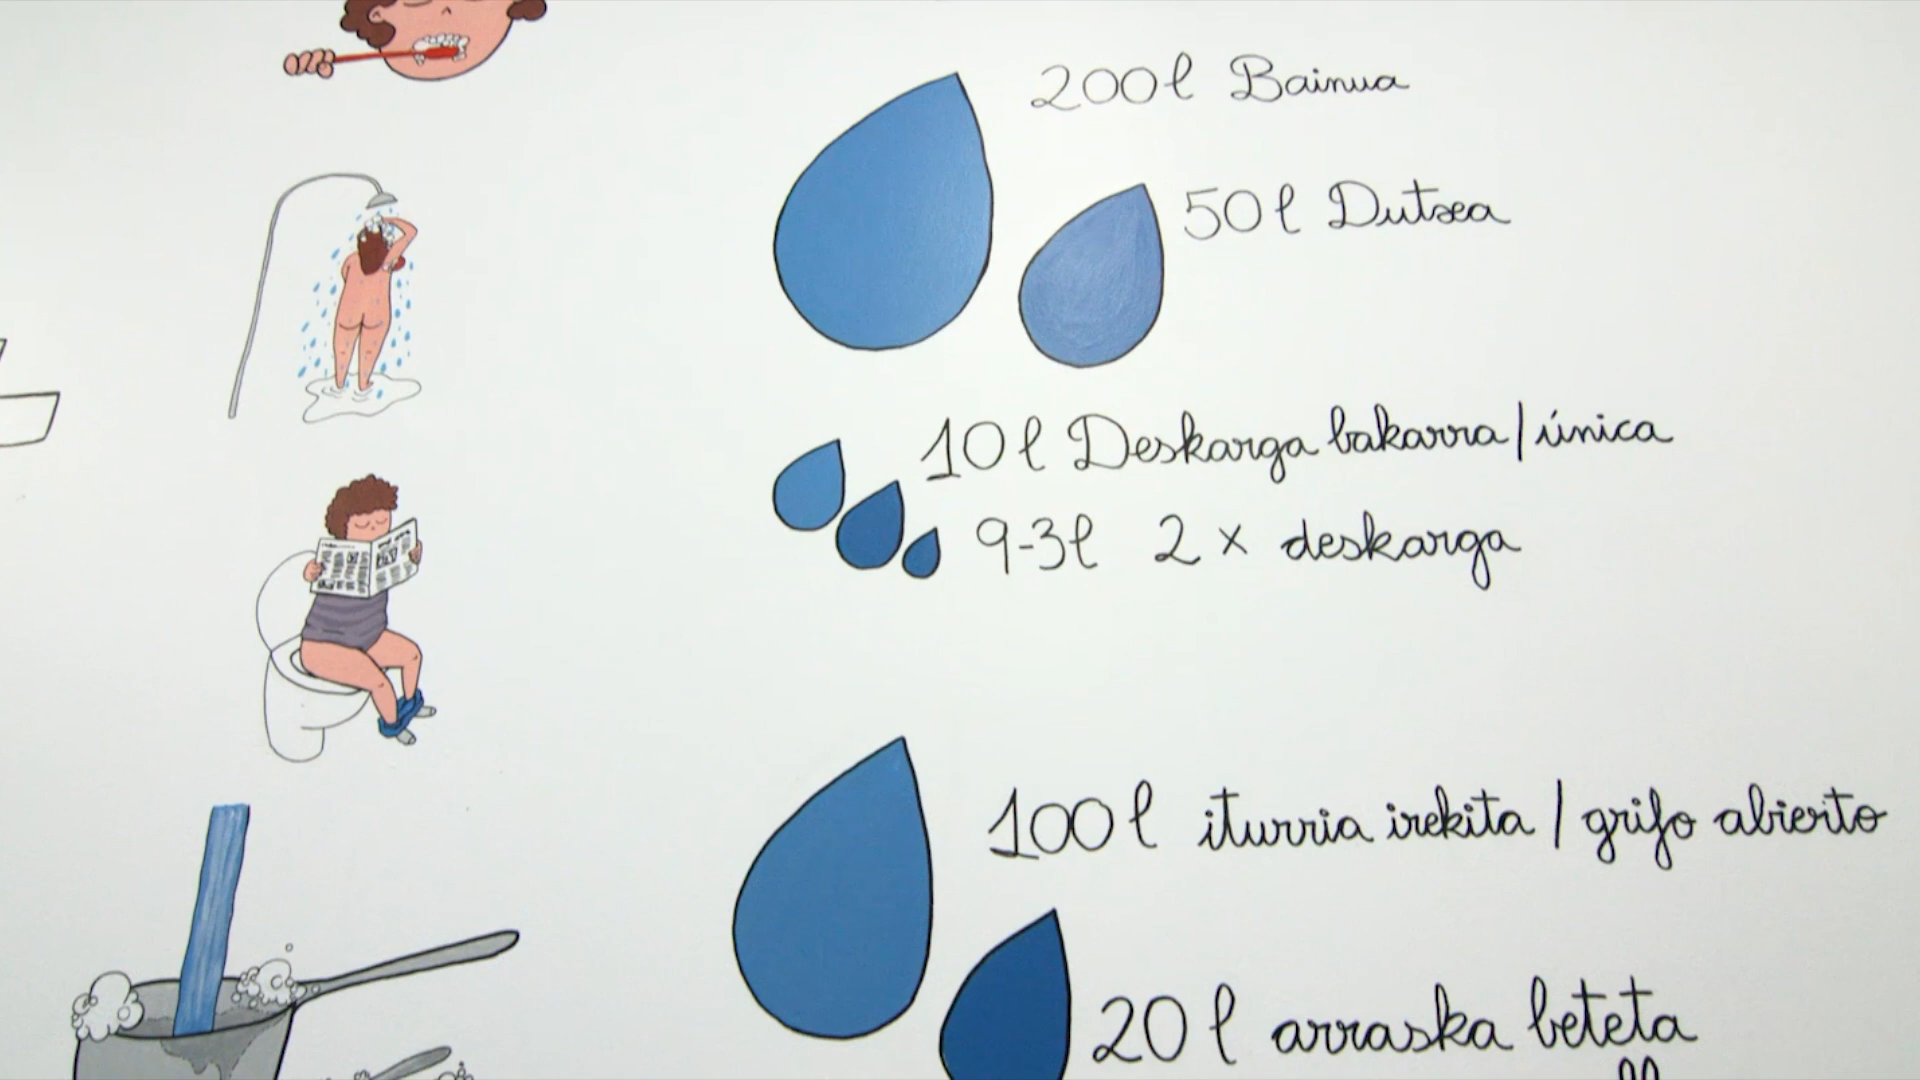 200l Bainua
50l Dutxea
10l Deskarga bakarra/única
9-3l 2 x deskarga
100l iturria irekita / grifo abierto
20l arraska beteta